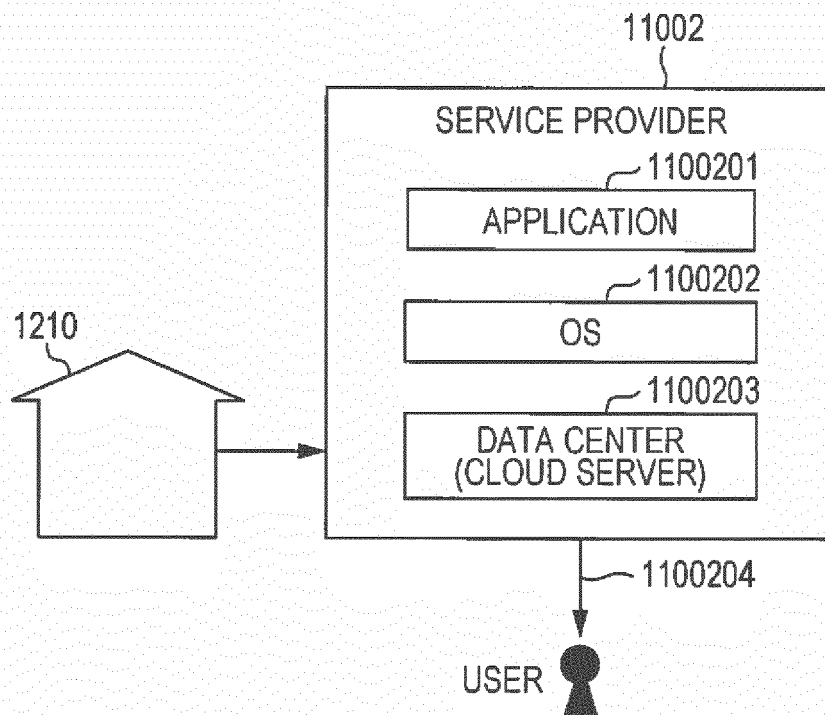 11002
SERVICE PROVIDER
1100201
APPLICATION
1100202
OS
1210
1100203
DATA CENTER
(CLOUD SERVER)
1100204
USER